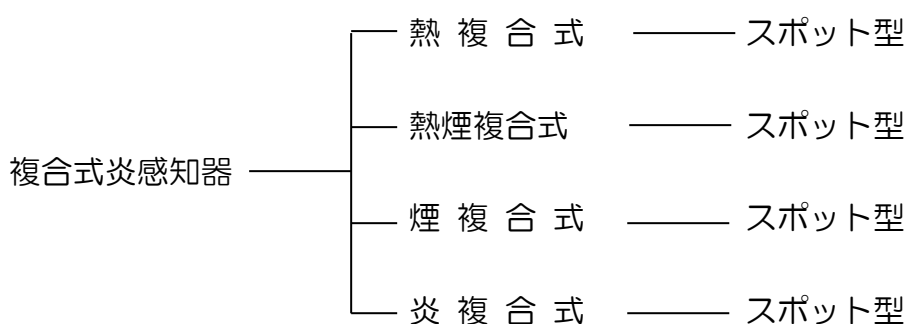 熱複合式 スポット型
熱煙複合式 スポット型
複合式炎感知器
煙複合式 スポット型
炎複合式 スポット型